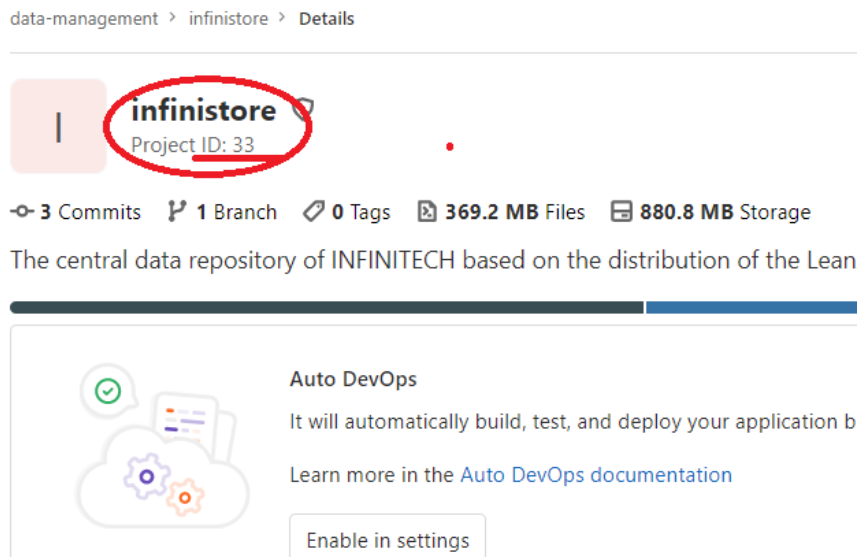 data-management > infinistore > Details
I
infinistore
Project ID: 33
3 Commits 1 Branch 0 Tags 369.2 MB Files 880.8 MB Storage
The central data repository of INFINITECH based on the distribution of the Lean
Auto DevOps
It will automatically build, test, and deploy your application b
Learn more in the Auto DevOps documentation
Enable in settings